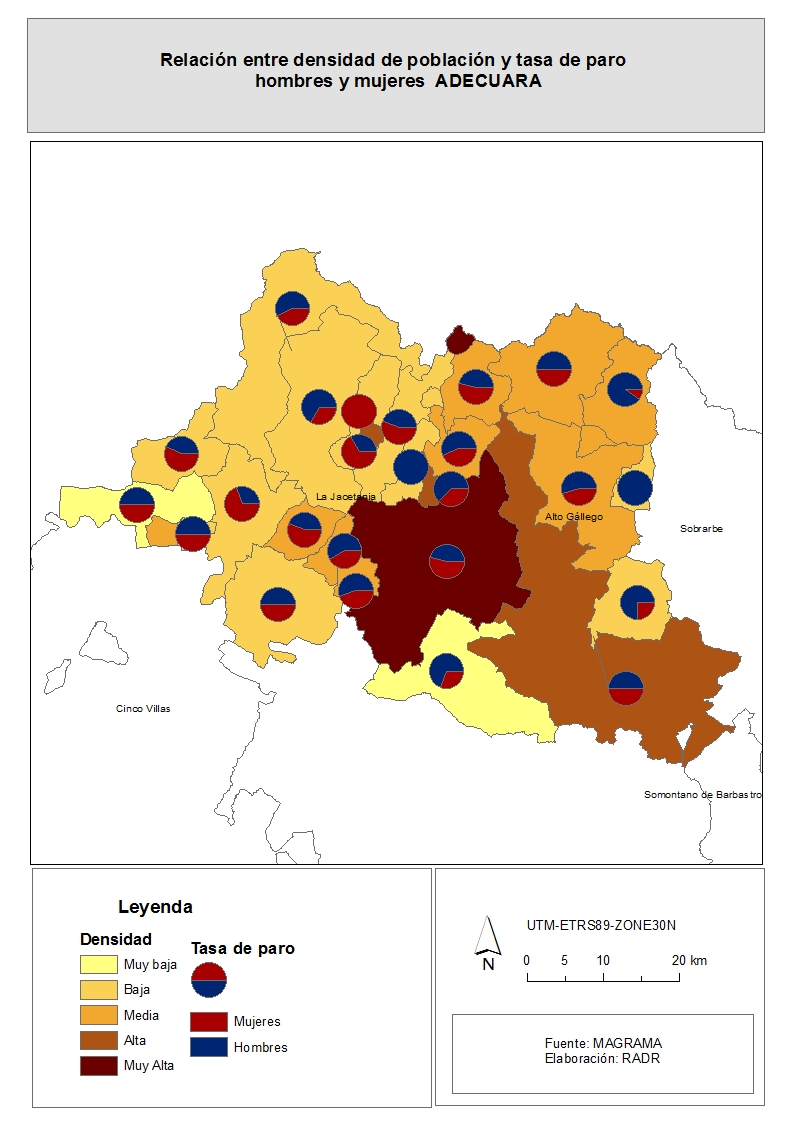 Relación entre densidad de población y tasa de paro
hombres y mujeres ADECUARA
La Jacetania
Alto Gállego
Sobrarbe
Cinco Villas
Somontano de Barbastro
Leyenda
Densidad
Muy baja
Baja
Media
Alta
Muy Alta
Tasa de paro
Mujeres
Hombres
N
UTM-ETRS89-ZONE30N
0 5 10 20 km
Fuente: MAGRAMA
Elaboración: RADR